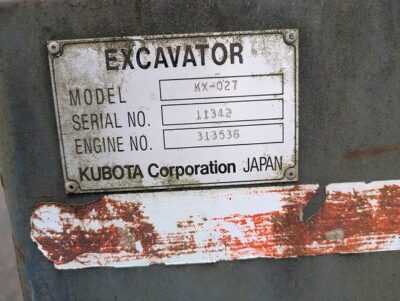 EXCAVATOR
MODEL KX-027
SERIAL NO. 11342
ENGINE NO. 313536
KUBOTA Corporation JAPAN